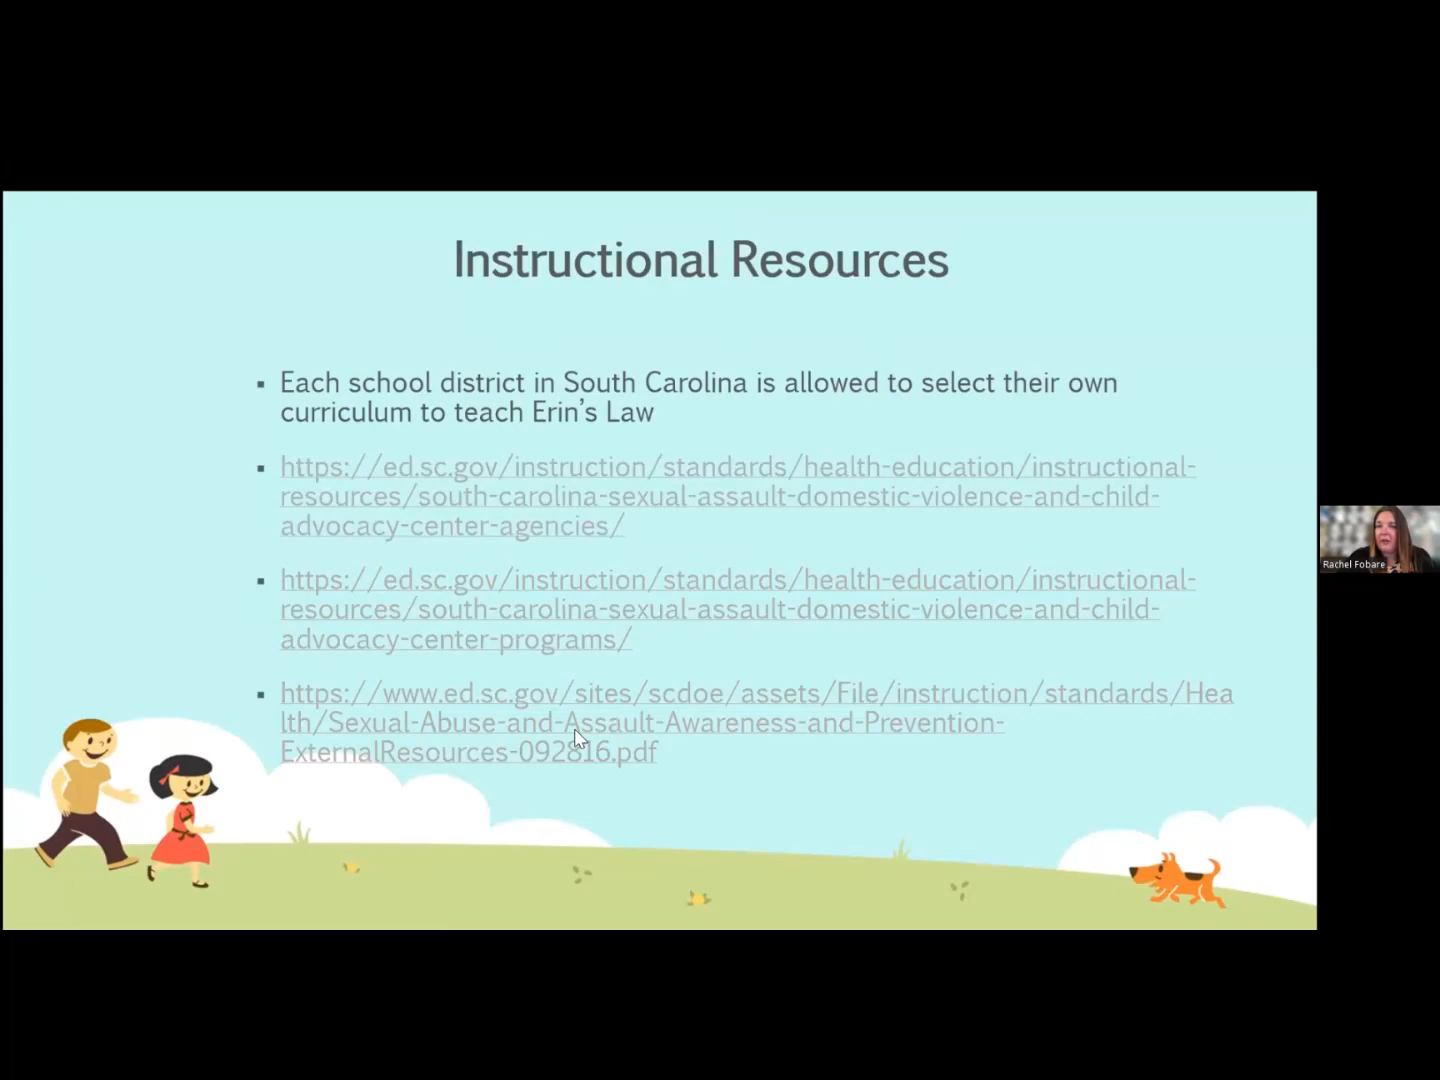 Instructional Resources
Each school district in South Carolina is allowed to select their own
curriculum to teach Erin’s Law
https://ed.sc.gov/instruction/standards/health-education/instructional-
resources/south-carolina-sexual-assault-domestic-violence-and-child-
advocacy-center-agencies/
https://ed.sc.gov/instruction/standards/health-education/instructional-
resources/south-carolina-sexual-assault-domestic-violence-and-child-
advocacy-center-programs/
https://www.ed.sc.gov/sites/scdoe/assets/File/instruction/standards/Hea
lth/Sexual-Abuse-and-Assault-Awareness-and-Prevention-
ExternalResources-092816.pdf
Rachel Fobare